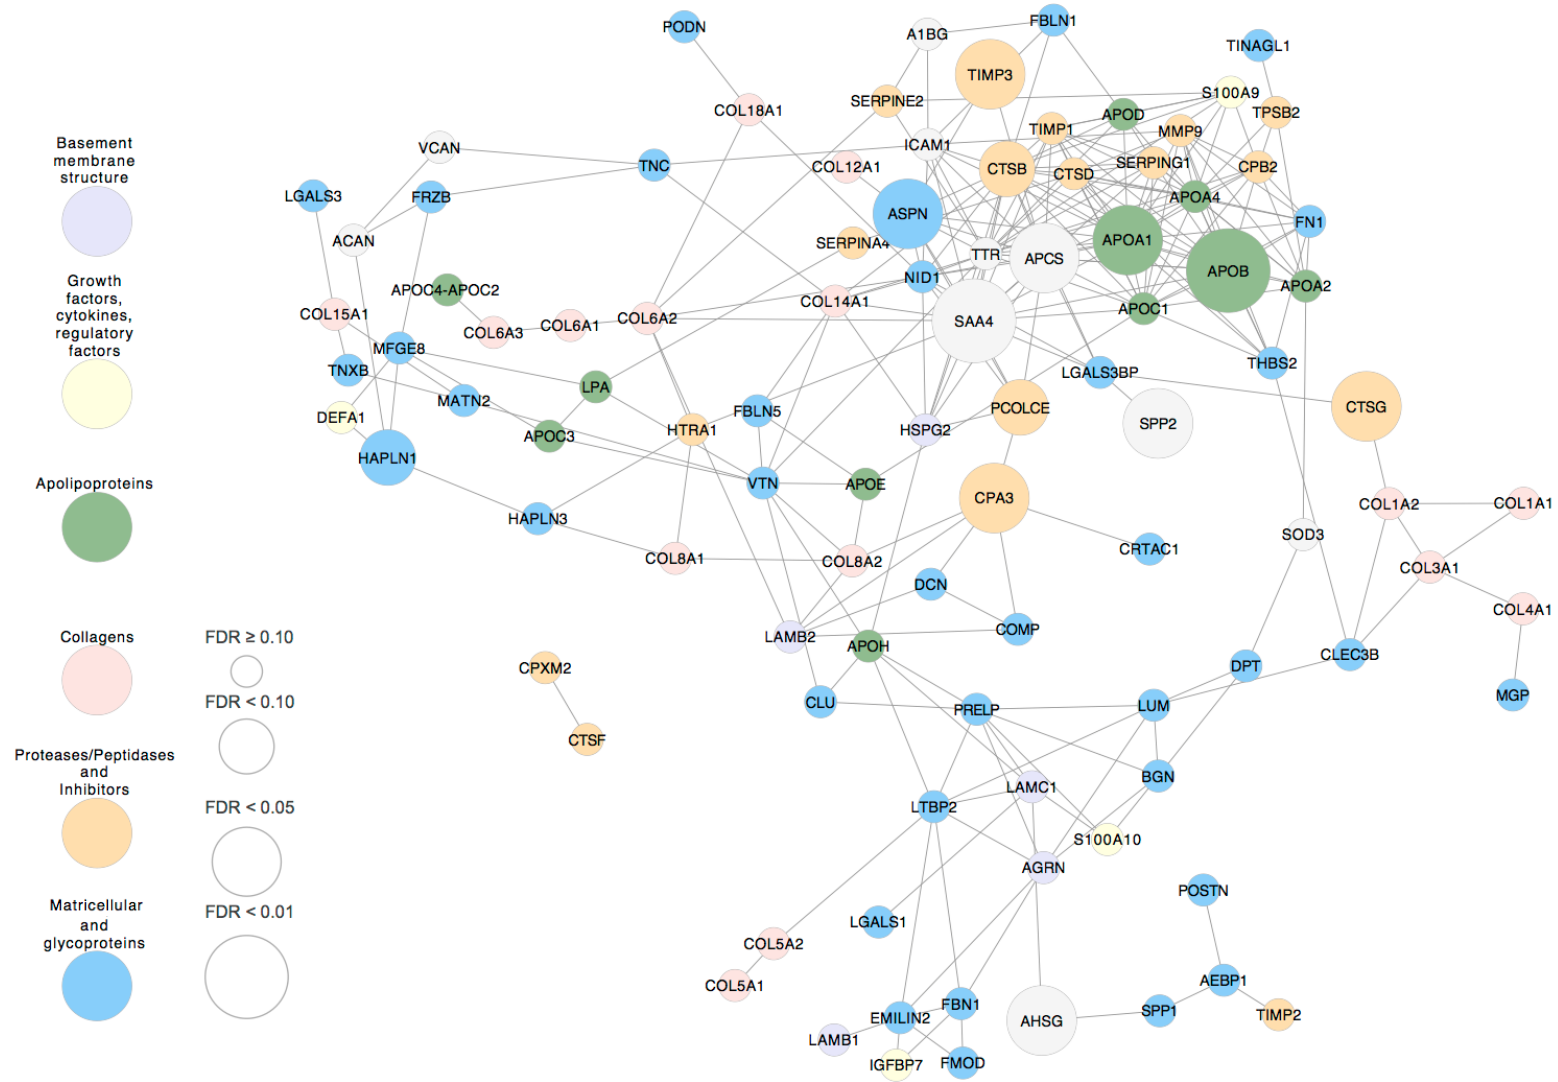 Basement
membrane
structure
Growth
factors,
cytokines,
regulatory
factors
Apolipoproteins
Collagens
Proteases/Peptidases
and
Inhibitors
Matricellular
and
glycoproteins
FDR ≥ 0.10
FDR < 0.10
FDR < 0.05
FDR < 0.01
PODN
A1BG
FBLN1
TINAGL1
TIMP3
COL18A1
SERPINE2
S100A9
APOD
TPSB2
VCAN
TNC
ICAM1
TIMP1
MMP9
COL12A1
CTSB
CTSD
SERPING1
CPB2
LGALS3
FRZB
ASPN
APOA4
FN1
ACAN
SERPINA4
TTR
APCS
APOA1
APOB
APOC4-APOC2
NID1
APOA2
COL15A1
COL6A3
COL6A1
COL6A2
COL14A1
SAA4
APOC1
MFGE8
TNXB
MATN2
LPA
LGALS3BP
THBS2
DEFA1
APOC3
HTRA1
FBLN5
HSPG2
PCOLCE
SPP2
CTSG
HAPLN1
VTN
APOE
CPA3
HAPLN3
COL1A2
COL1A1
COL8A1
COL8A2
CRTAC1
SOD3
COL3A1
DCN
COL4A1
LAMB2
APOH
COMP
CPXM2
DPT
CLEC3B
MGP
CLU
PRELP
LUM
CTSF
BGN
LAMC1
LTBP2
S100A10
AGRN
LGALS1
POSTN
COL5A2
COL5A1
AEBP1
FBN1
EMILIN2
AHSG
SPP1
TIMP2
LAMB1
IGFBP7
FMOD